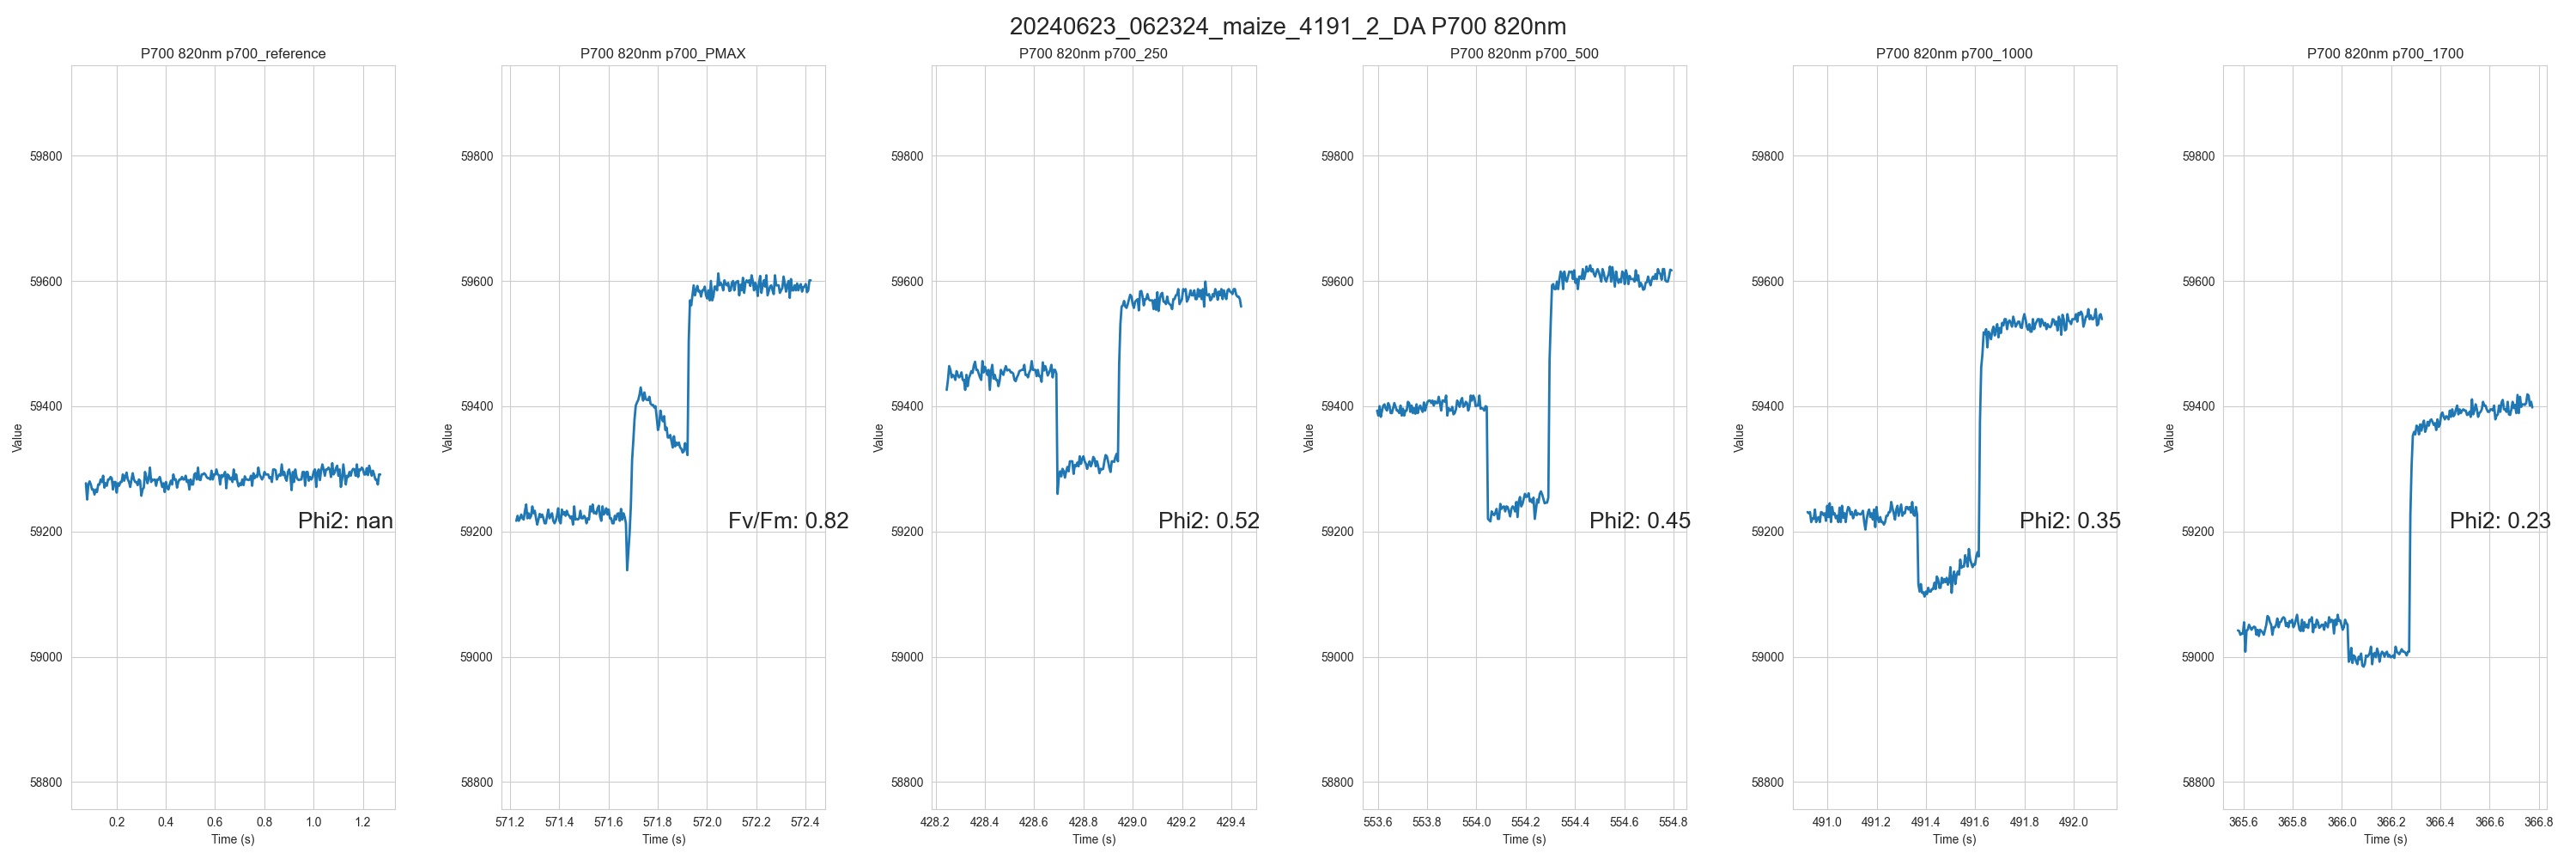 20240623_062324_maize_4191_2_DA P700 820nm
P700 820nm p700_reference
Value
59800
59600
59400
59200
59000
58800
Phi2: nan
0.2 0.4 0.6 0.8 1.0 1.2
Time (s)
P700 820nm p700_PMAX
Value
59800
59600
59400
59200
59000
58800
Fv/Fm: 0.82
571.2 571.4 571.6 571.8 572.0 572.2 572.4
Time (s)
P700 820nm p700_250
Value
59800
59600
59400
59200
59000
58800
Phi2: 0.52
428.2 428.4 428.6 428.8 429.0 429.2 429.4
Time (s)
P700 820nm p700_500
Value
59800
59600
59400
59200
59000
58800
Phi2: 0.45
553.6 553.8 554.0 554.2 554.4 554.6 554.8
Time (s)
P700 820nm p700_1000
Value
59800
59600
59400
59200
59000
58800
Phi2: 0.35
491.0 491.2 491.4 491.6 491.8 492.0
Time (s)
P700 820nm p700_1700
Value
59800
59600
59400
59200
59000
58800
Phi2: 0.23
365.6 365.8 366.0 366.2 366.4 366.6 366.8
Time (s)